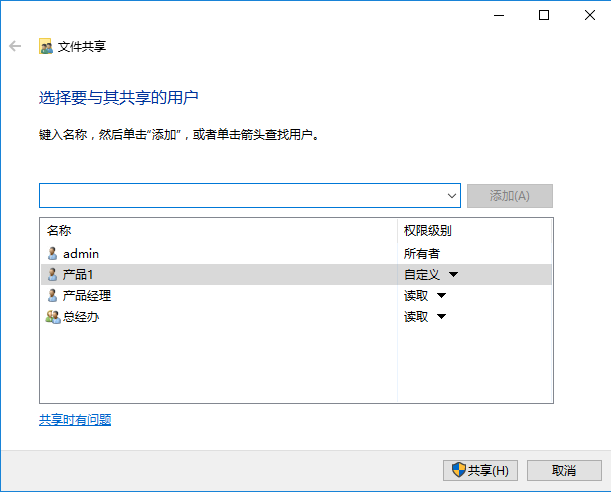 文件共享
选择要与其共享的用户
键入名称，然后单击“添加”，或者单击箭头查找用户。
添加(A)
名称 权限级别
admin 所有者
产品1 自定义
产品经理 读取
总经办 读取
共享时有问题
共享(H) 取消